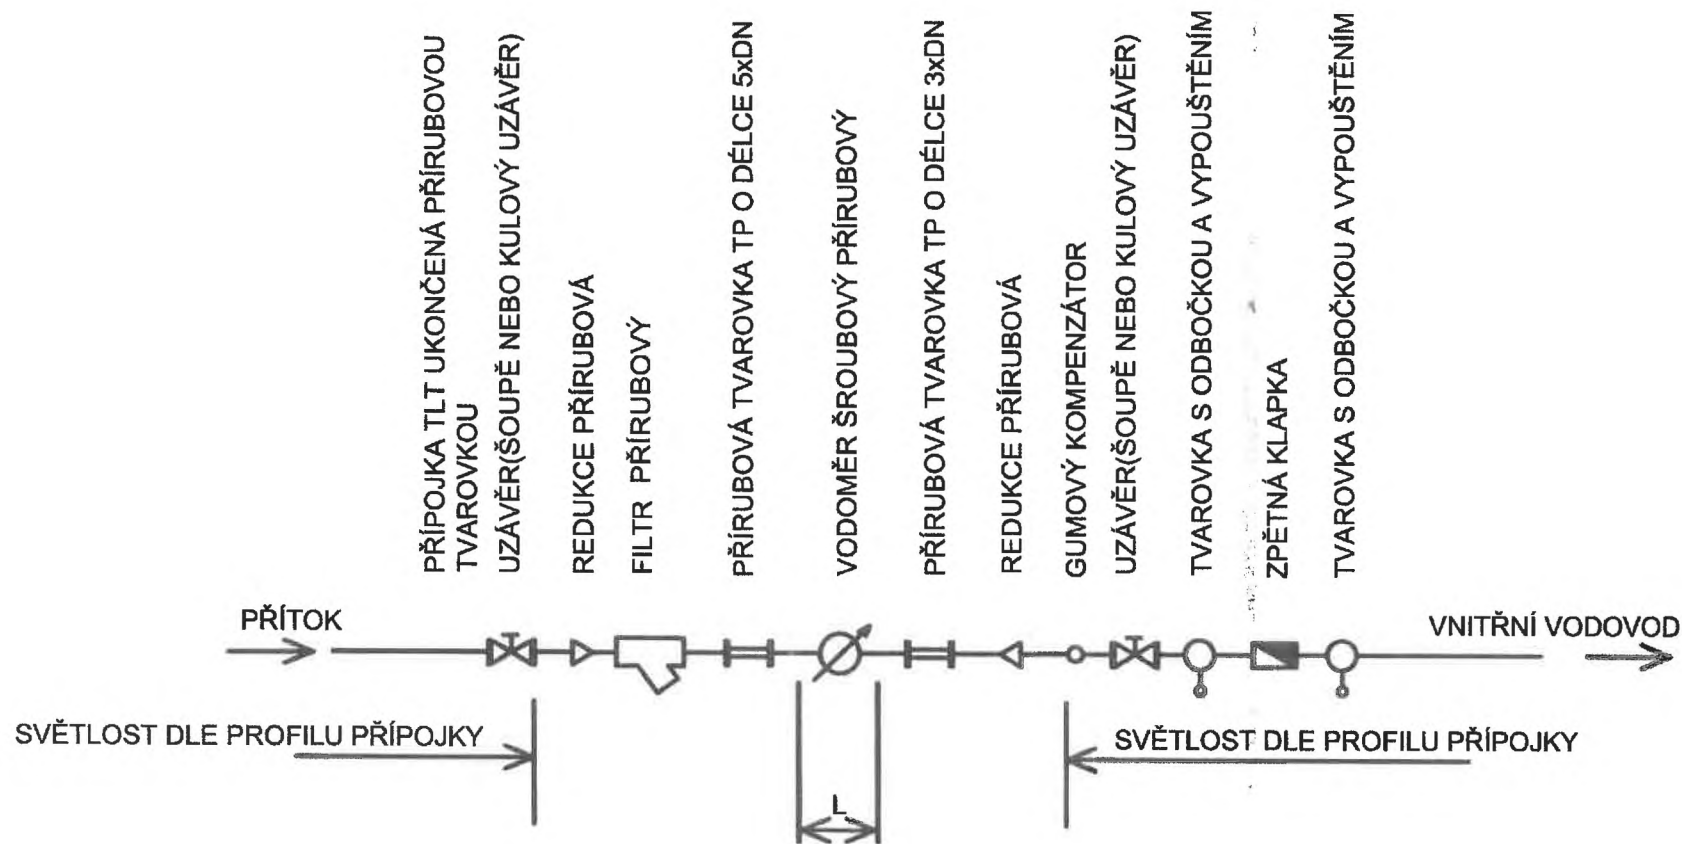 PŘÍPOJKA TLT UKONČENÁ PŘÍRUBOVOU
TVAROVKOU
UZÁVĚR(ŠOUPĚ NEBO KULOVÝ UZÁVĚR)
REDUKCE PŘÍRUBOVÁ
FILTR PŘÍRUBOVÝ
PŘÍRUBOVÁ TVAROVKA TP O DÉLCE 5xDN
VODOMĚR ŠROUBOVÝ PŘÍRUBOVÝ
PŘÍRUBOVÁ TVAROVKA TP O DÉLCE 3xDN
REDUKCE PŘÍRUBOVÁ
GUMOVÝ KOMPENZÁTOR
UZÁVĚR(ŠOUPĚ NEBO KULOVÝ UZÁVĚR)
TVAROVKA S ODBOČKOU A VYPOUŠTĚNÍM
ZPĚTNÁ KLAPKA
TVAROVKA S ODBOČKOU A VYPOUŠTĚNÍM
PŘÍTOK
VNITŘNÍ VODOVOD
SVĚTLOST DLE PROFILU PŘÍPOJKY
SVĚTLOST DLE PROFILU PŘÍPOJKY
L